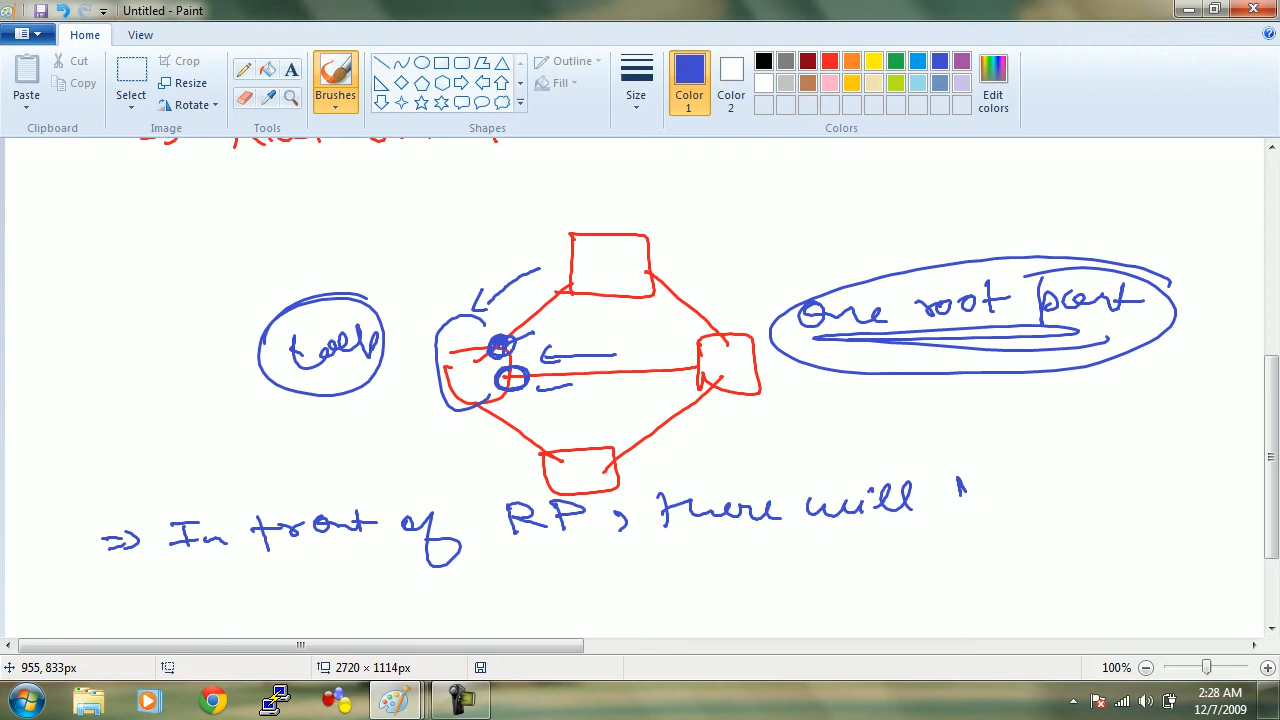 Untitled - Paint
Home View
Paste
Cut
Copy
Clipboard
Select
Crop
Resize
Rotate
Image
Tools
Brushes
Outline
Fill
Shapes
Size
Color 1
Color 2
Edit colors
Colors
One root port
⇒ In front of RP, there will
955, 833px
2720 × 1114px
100%
2:28 AM
12/7/2009